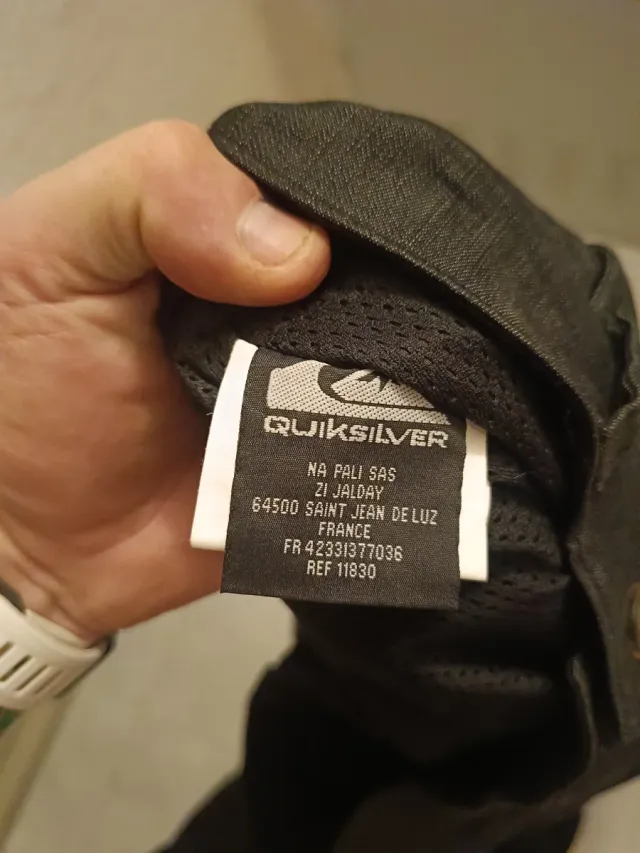 QUIKSILVER
NA PALI SAS
ZI JALDAY
64500 SAINT JEAN DE LUZ
FRANCE
FR 42331377036
REF 11830